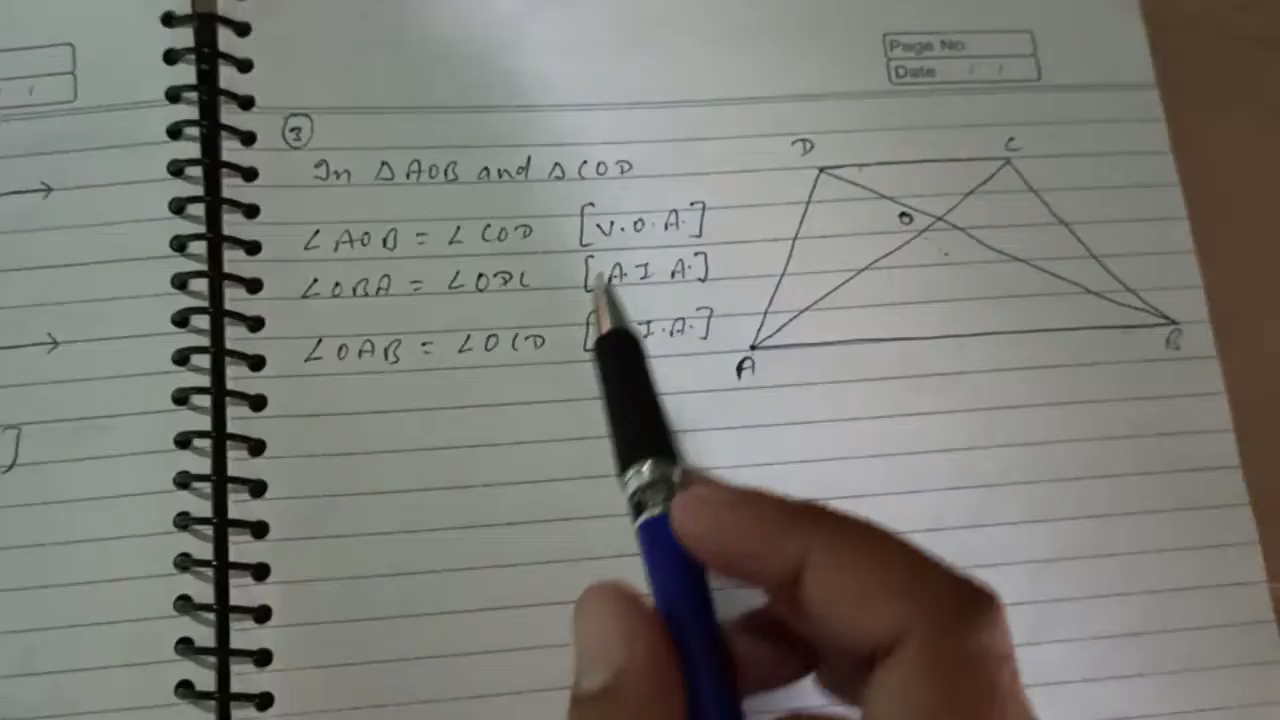 Page No.
Date / /
3
In △AOB and △COD
∠AOB = ∠COD [V.O.A.]
∠OBA = ∠ODC [A.I A.]
∠OAB = ∠OCD [ I.A.]
D C
O
A B
]